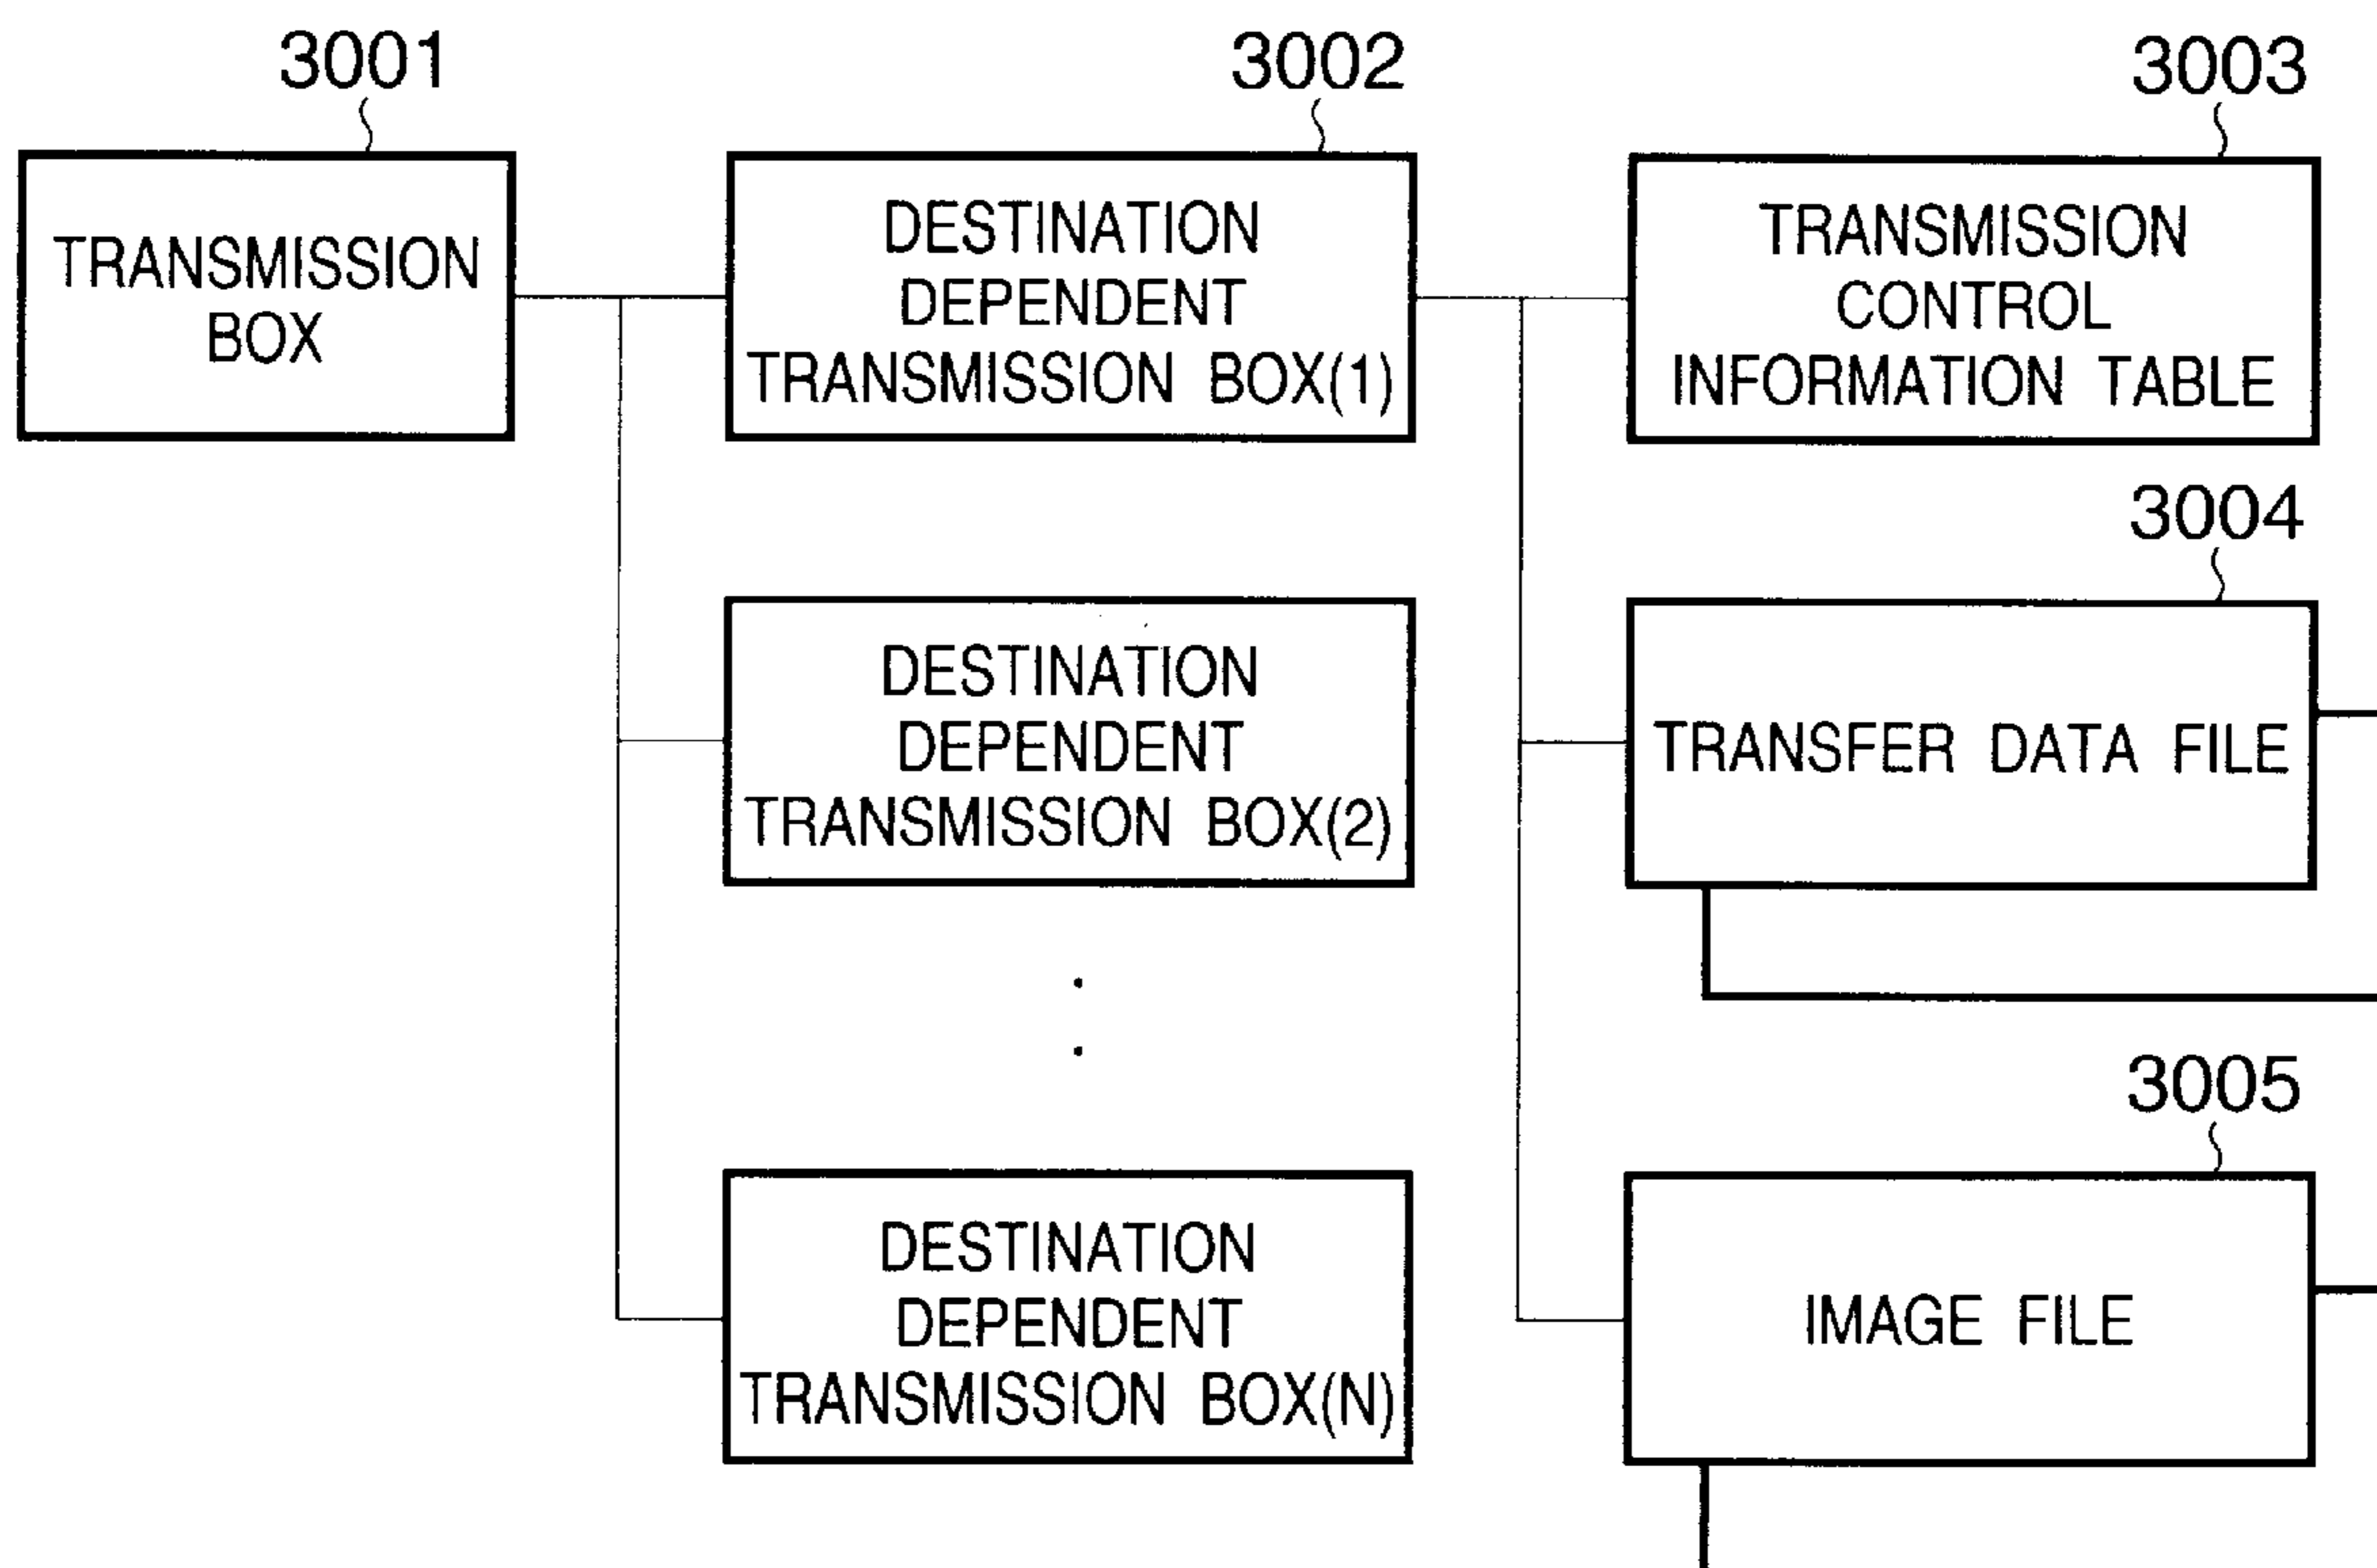 3001
TRANSMISSION
BOX
3002
DESTINATION
DEPENDENT
TRANSMISSION BOX(1)
3003
TRANSMISSION
CONTROL
INFORMATION TABLE
DESTINATION
DEPENDENT
TRANSMISSION BOX(2)
3004
TRANSFER DATA FILE
DESTINATION
DEPENDENT
TRANSMISSION BOX(N)
3005
IMAGE FILE